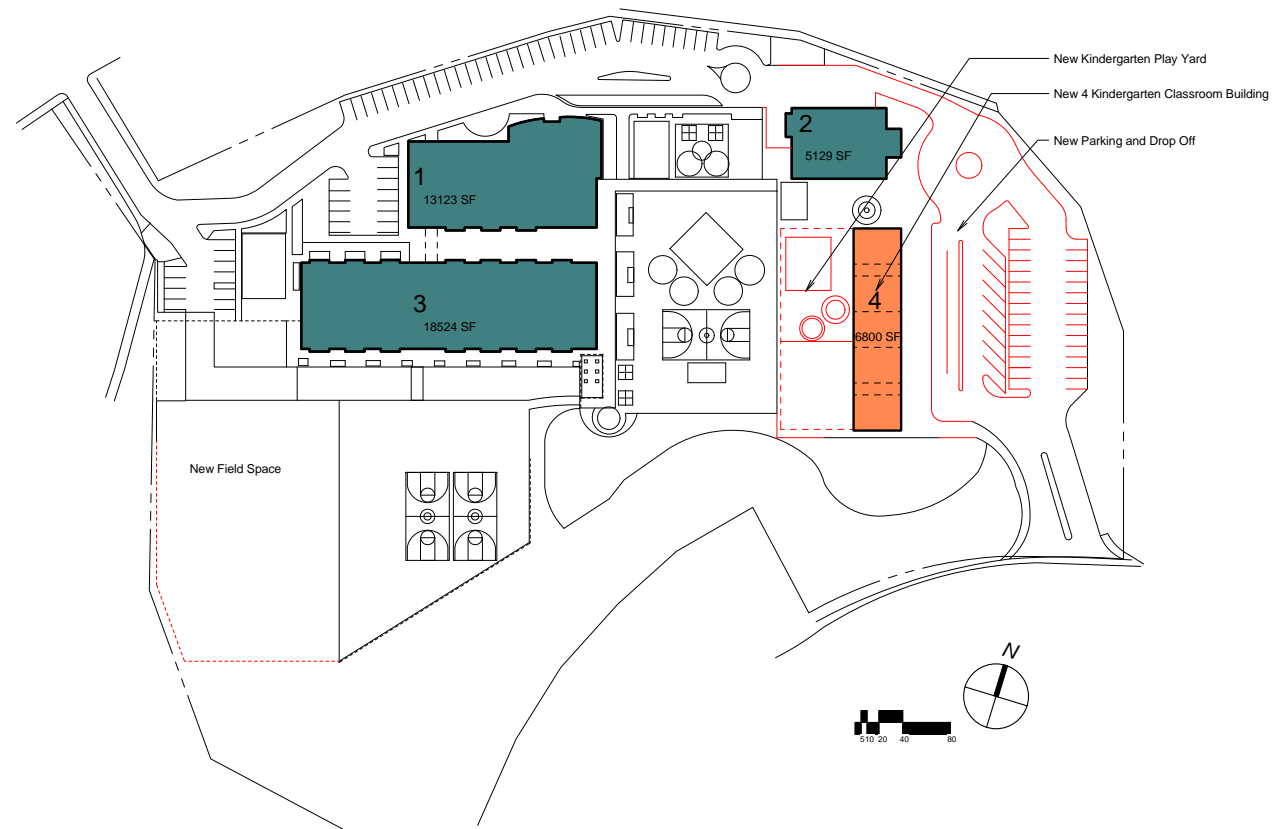 New Kindergarten Play Yard
New 4 Kindergarten Classroom Building
New Parking and Drop Off
2
5129 SF
1
13123 SF
3
18524 SF
4
6800 SF
New Field Space
N
5 10 20 40 80